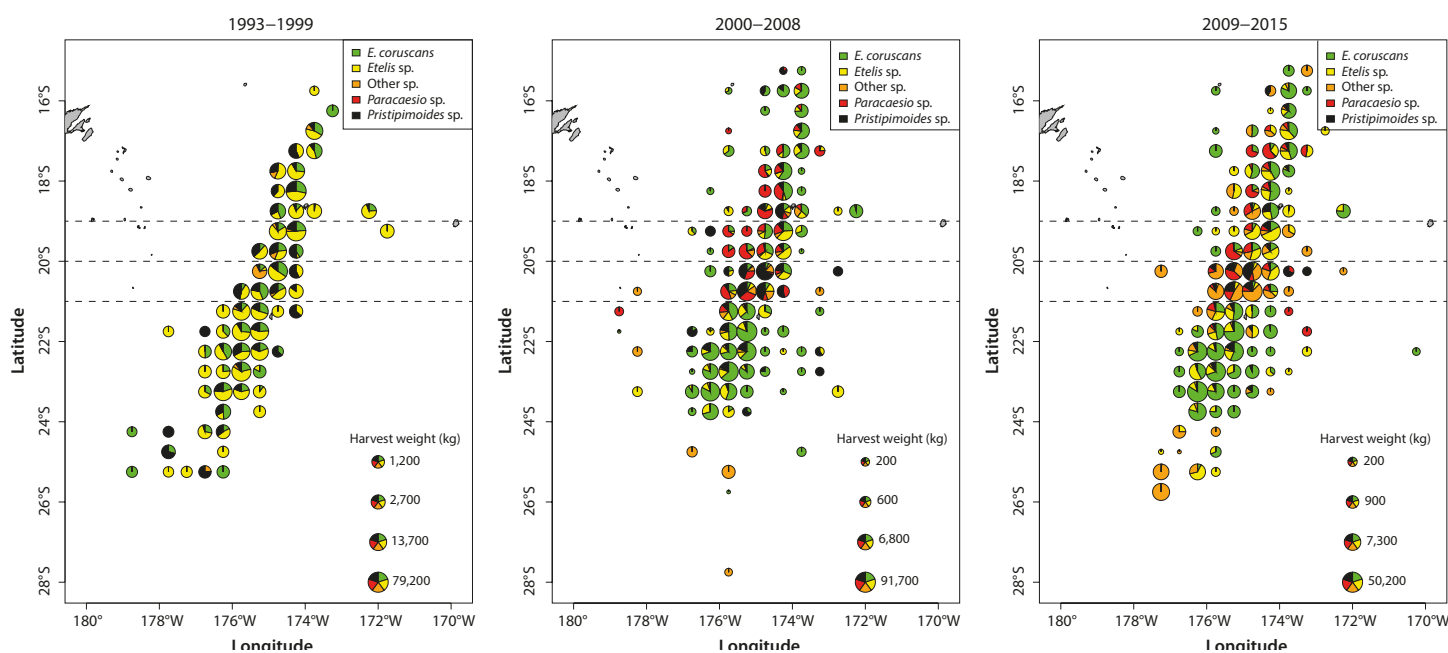 1993–1999
E. coruscans
Etelis sp.
Other sp.
Paracaesio sp.
Pristipimoides sp.
16°S
18°S
20°S
22°S
24°S
26°S
28°S
Latitude
Harvest weight (kg)
1,200
2,700
13,700
79,200
180°
178°W
176°W
174°W
172°W
170°W
Longitude
2000–2008
E. coruscans
Etelis sp.
Other sp.
Paracaesio sp.
Pristipimoides sp.
16°S
18°S
20°S
22°S
24°S
26°S
28°S
Latitude
Harvest weight (kg)
200
600
6,800
91,700
180°
178°W
176°W
174°W
172°W
170°W
Longitude
2009–2015
E. coruscans
Etelis sp.
Other sp.
Paracaesio sp.
Pristipimoides sp.
16°S
18°S
20°S
22°S
24°S
26°S
28°S
Latitude
Harvest weight (kg)
200
900
7,300
50,200
180°
178°W
176°W
174°W
172°W
170°W
Longitude